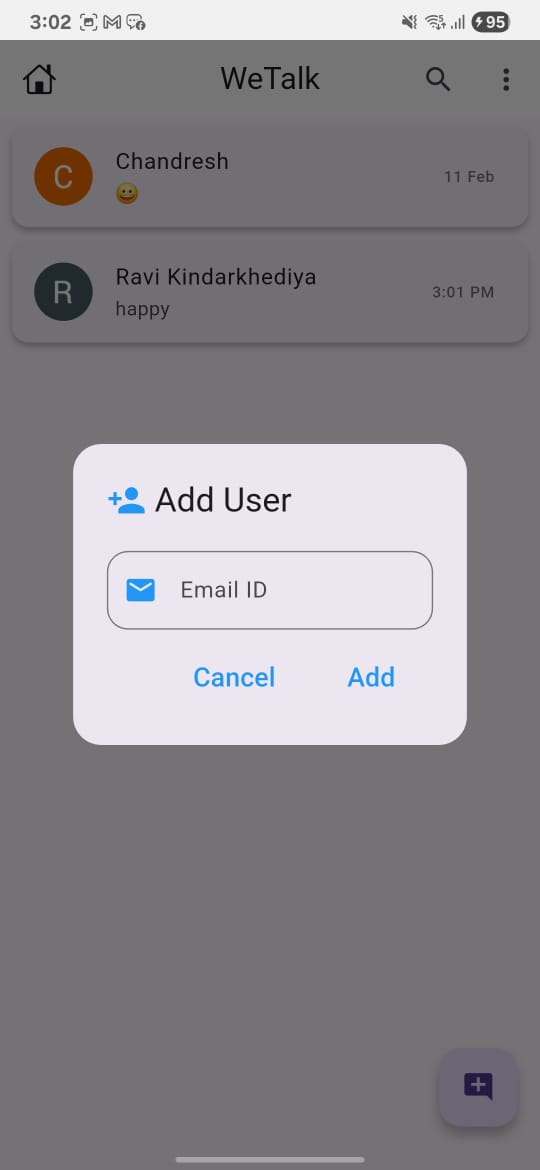 3:02
95
WeTalk
C
Chandresh
11 Feb
R
Ravi Kindarkhediya
happy
3:01 PM
Add User
Email ID
Cancel Add